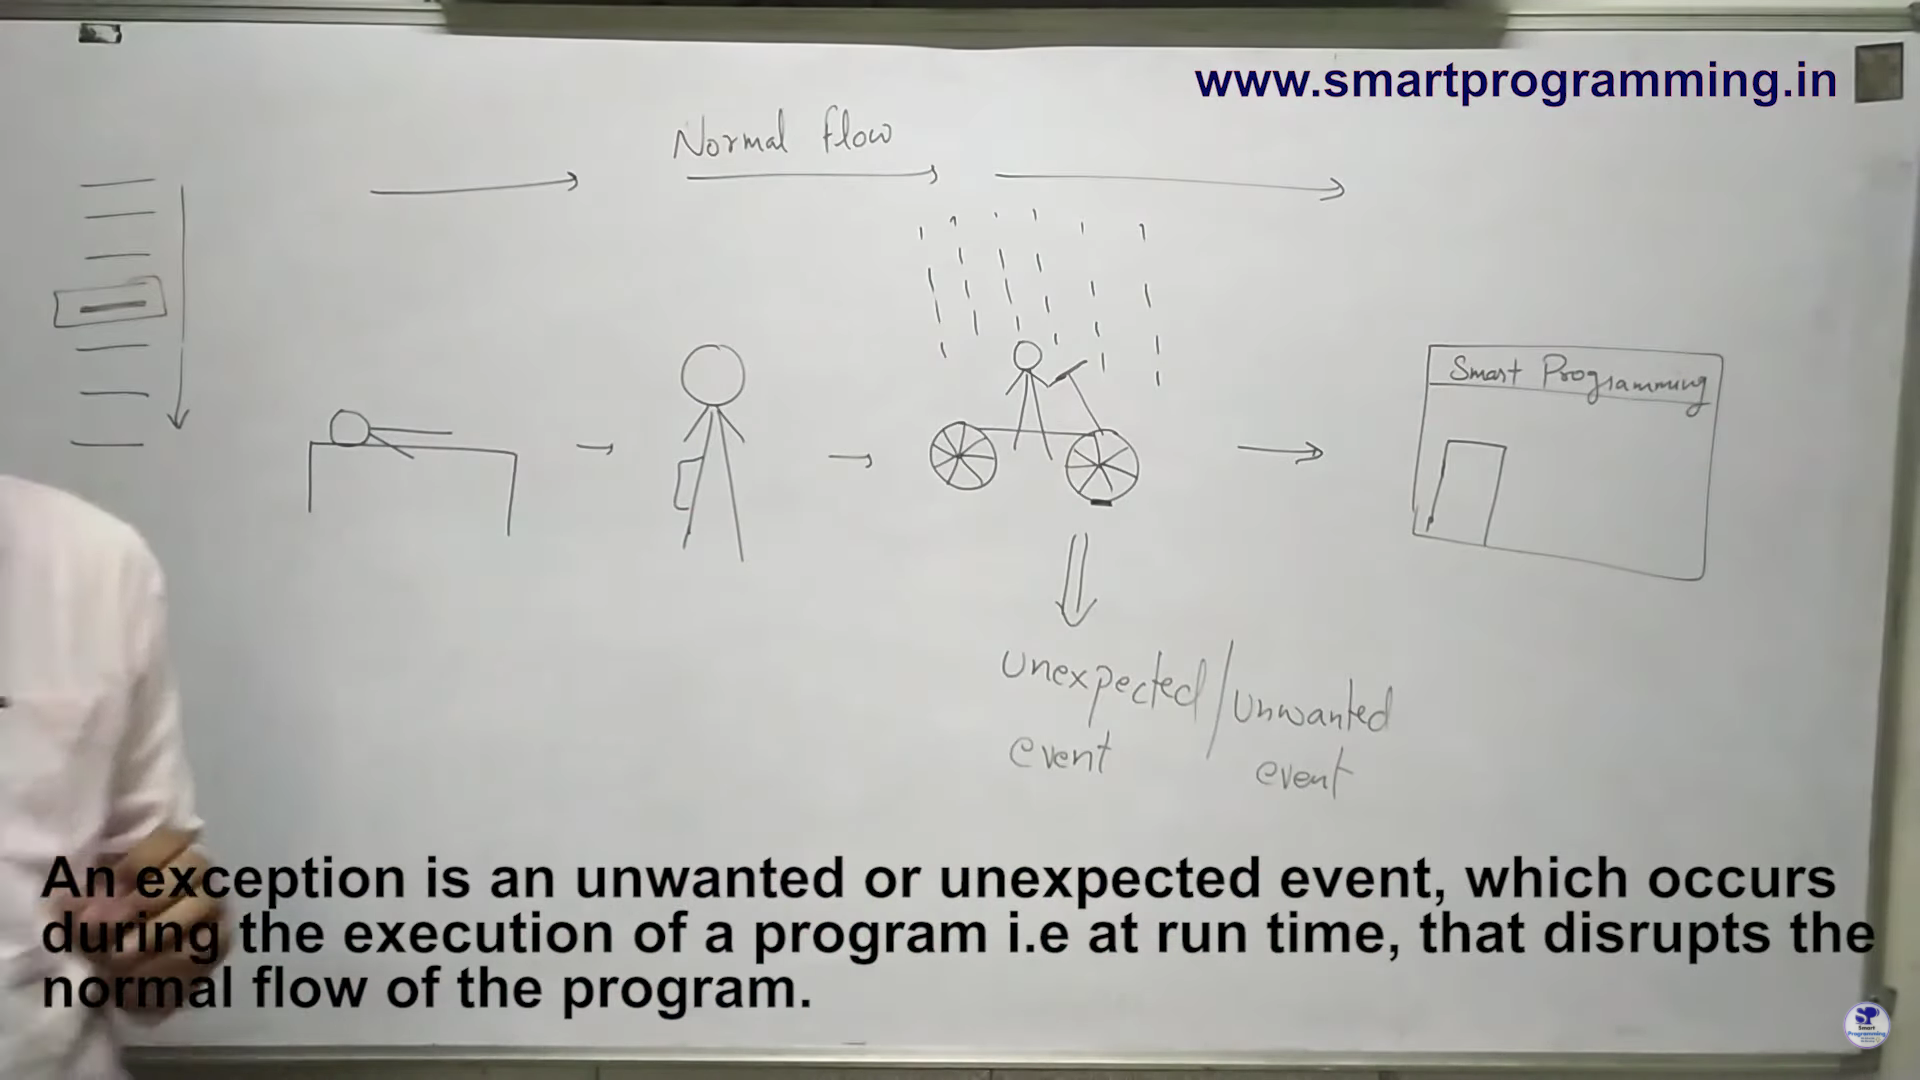 www.smartprogramming.in
Normal flow
Smart Programming
unexpected / unwanted
event event
An exception is an unwanted or unexpected event, which occurs
during the execution of a program i.e at run time, that disrupts the
normal flow of the program.
SP
Smart
Programming